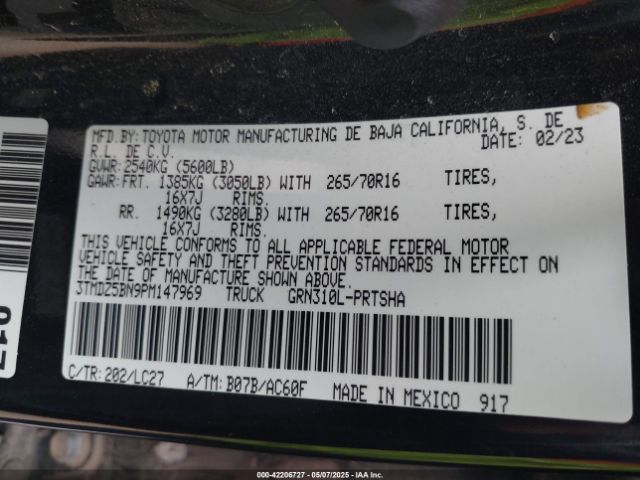 MFD.BY:TOYOTA MOTOR MANUFACTURING DE BAJA CALIFORNIA, S. DE
R.L. DE C.V. DATE: 02/23
GVWR:2540KG (5600LB)
GAWR:FRT. 1385KG (3050LB) WITH 265/70R16 TIRES,
16X7J RIMS.
RR. 1490KG (3280LB) WITH 265/70R16 TIRES,
16X7J RIMS.
THIS VEHICLE CONFORMS TO ALL APPLICABLE FEDERAL MOTOR
VEHICLE SAFETY AND THEFT PREVENTION STANDARDS IN EFFECT ON
THE DATE OF MANUFACTURE SHOWN ABOVE.
3TMDZ5BN9PM147969 TRUCK GRN310L-PRTSHA
C/TR: 202/LC27 A/TM: B07B/AC60F MADE IN MEXICO 917
017
000-42206727 - 05/07/2025 - IAA Inc.